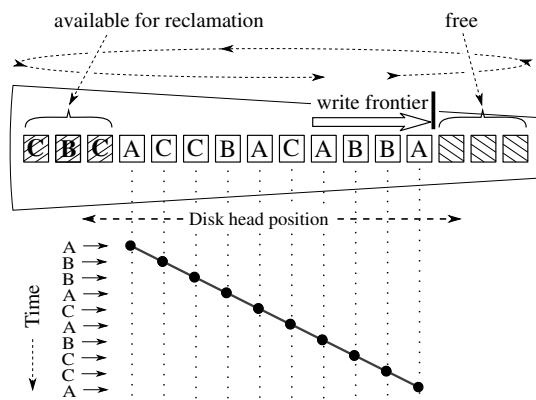 available for reclamation free
write frontier
C B C A C C B A C A B B A
Disk head position
Time
A
B
B
A
C
A
B
C
C
A